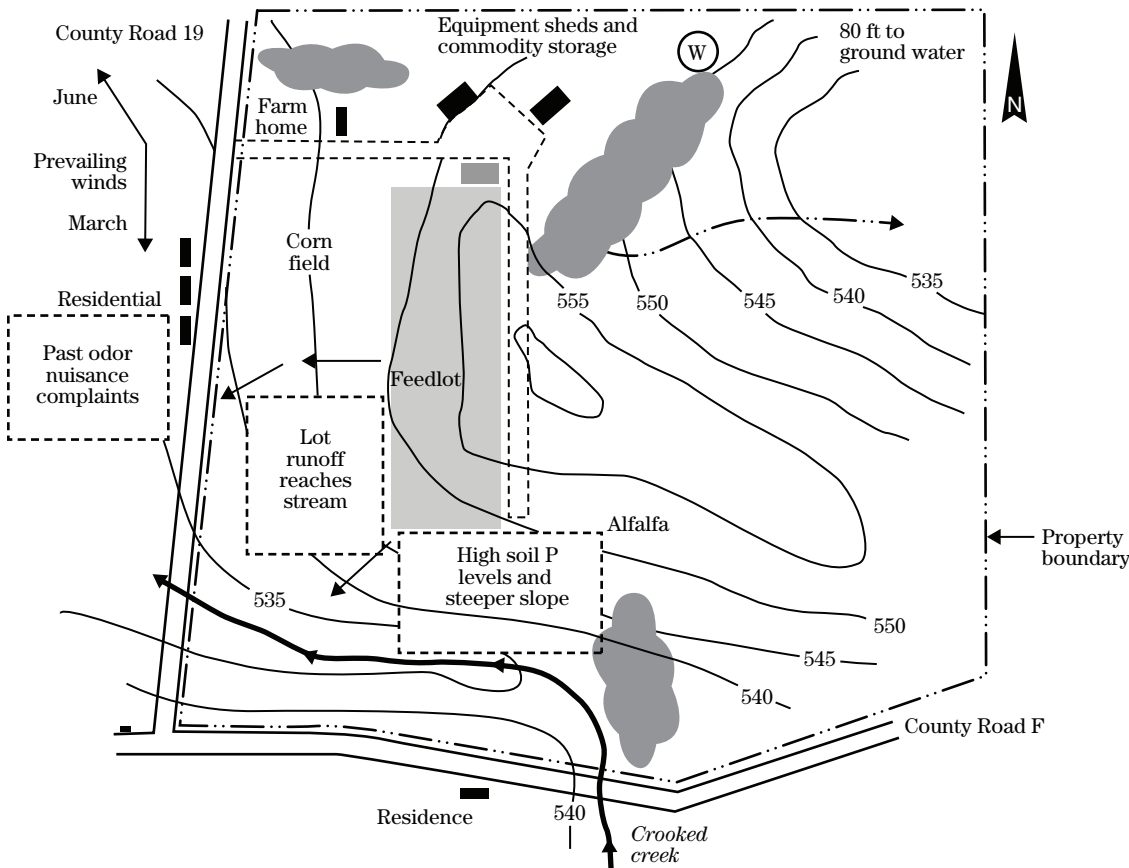 County Road 19
Equipment sheds and
commodity storage
W
80 ft to
ground water
N
June
Farm
home
Prevailing
winds
March
Corn
field
Residential
555
550
545
540
535
Past odor
nuisance
complaints
Feedlot
Lot
runoff
reaches
stream
Alfalfa
Property
boundary
High soil P
levels and
steeper slope
535
550
545
540
County Road F
Residence
540
Crooked
creek